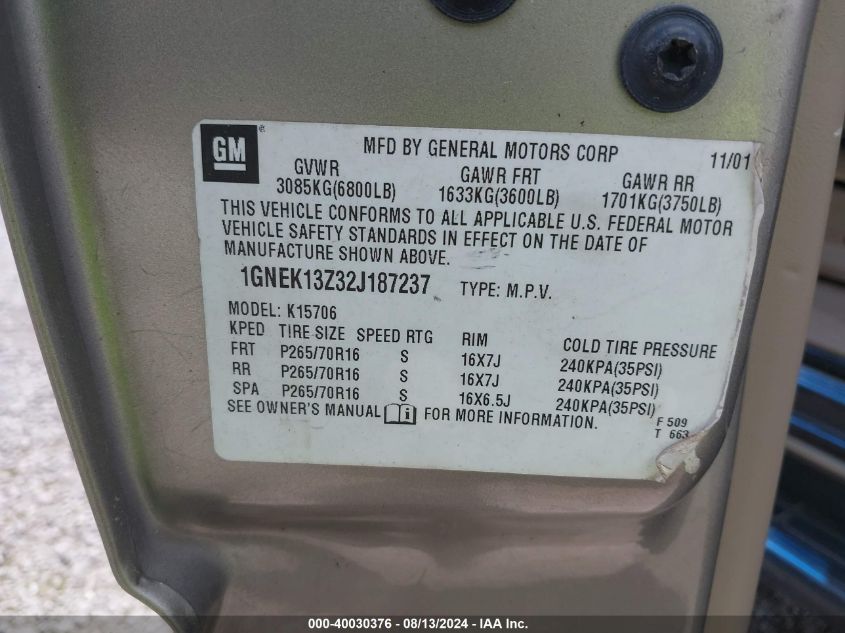 GM ®
MFD BY GENERAL MOTORS CORP 11/01
GVWR GAWR FRT GAWR RR
3085KG(6800LB) 1633KG(3600LB) 1701KG(3750LB)
THIS VEHICLE CONFORMS TO ALL APPLICABLE U.S. FEDERAL MOTOR
VEHICLE SAFETY STANDARDS IN EFFECT ON THE DATE OF
MANUFACTURE SHOWN ABOVE.
1GNEK13Z32J187237 TYPE: M.P.V.
MODEL: K15706
KPED TIRE SIZE SPEED RTG RIM COLD TIRE PRESSURE
FRT P265/70R16 S 16X7J 240KPA(35PSI)
RR P265/70R16 S 16X7J 240KPA(35PSI)
SPA P265/70R16 S 16X6.5J 240KPA(35PSI)
SEE OWNER'S MANUAL i FOR MORE INFORMATION.
F 509
T 663
000-40030376 - 08/13/2024 - IAA Inc.